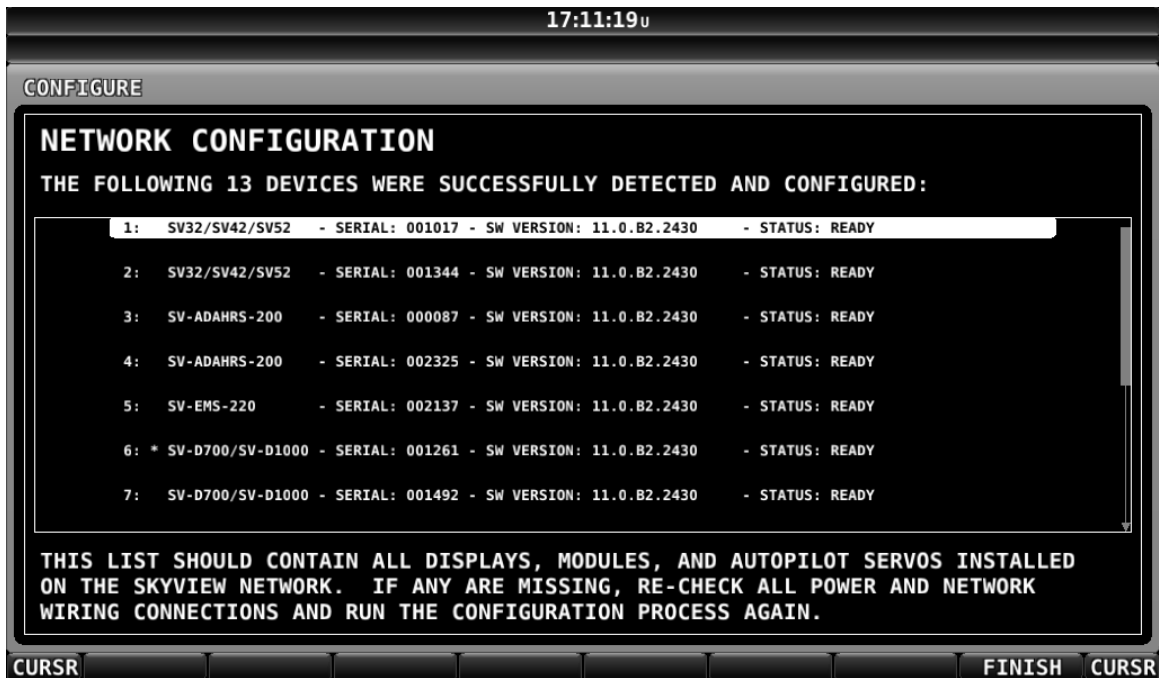 17:11:19U
CONFIGURE
NETWORK CONFIGURATION
THE FOLLOWING 13 DEVICES WERE SUCCESSFULLY DETECTED AND CONFIGURED:
1: SV32/SV42/SV52 - SERIAL: 001017 - SW VERSION: 11.0.B2.2430 - STATUS: READY
2: SV32/SV42/SV52 - SERIAL: 001344 - SW VERSION: 11.0.B2.2430 - STATUS: READY
3: SV-ADAHRS-200 - SERIAL: 000087 - SW VERSION: 11.0.B2.2430 - STATUS: READY
4: SV-ADAHRS-200 - SERIAL: 002325 - SW VERSION: 11.0.B2.2430 - STATUS: READY
5: SV-EMS-220 - SERIAL: 002137 - SW VERSION: 11.0.B2.2430 - STATUS: READY
6: * SV-D700/SV-D1000 - SERIAL: 001261 - SW VERSION: 11.0.B2.2430 - STATUS: READY
7: SV-D700/SV-D1000 - SERIAL: 001492 - SW VERSION: 11.0.B2.2430 - STATUS: READY
THIS LIST SHOULD CONTAIN ALL DISPLAYS, MODULES, AND AUTOPILOT SERVOS INSTALLED
ON THE SKYVIEW NETWORK. IF ANY ARE MISSING, RE-CHECK ALL POWER AND NETWORK
WIRING CONNECTIONS AND RUN THE CONFIGURATION PROCESS AGAIN.
CURSR FINISH CURSR